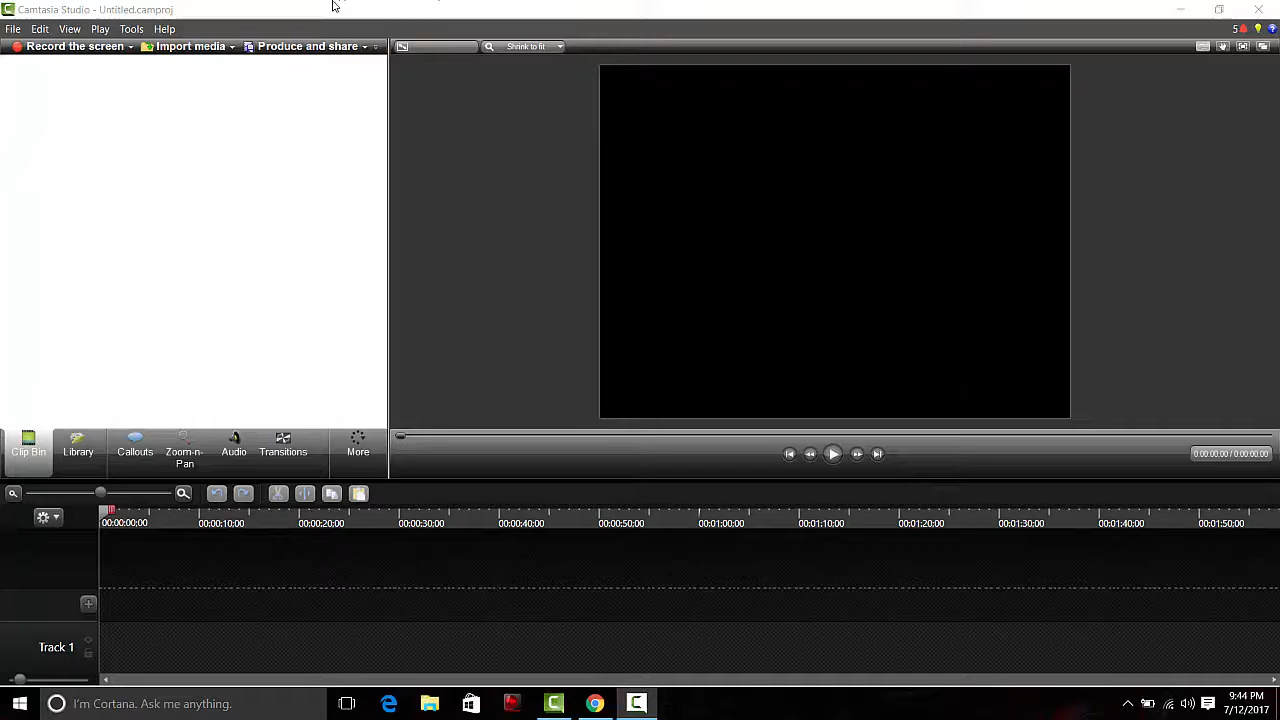 Camtasia Studio - Untitled.camproj
File Edit View Play Tools Help
5
Record the screen Import media Produce and share
Shrink to fit
Clip Bin Library Callouts Zoom-n-Pan Audio Transitions More
0:00:00;00 / 0:00:00;00
00:00:00;00 00:00:10;00 00:00:20;00 00:00:30;00 00:00:40;00 00:00:50;00 00:01:00;00 00:01:10;00 00:01:20;00 00:01:30;00 00:01:40;00 00:01:50;00
Track 1
I'm Cortana. Ask me anything.
9:44 PM
7/12/2017